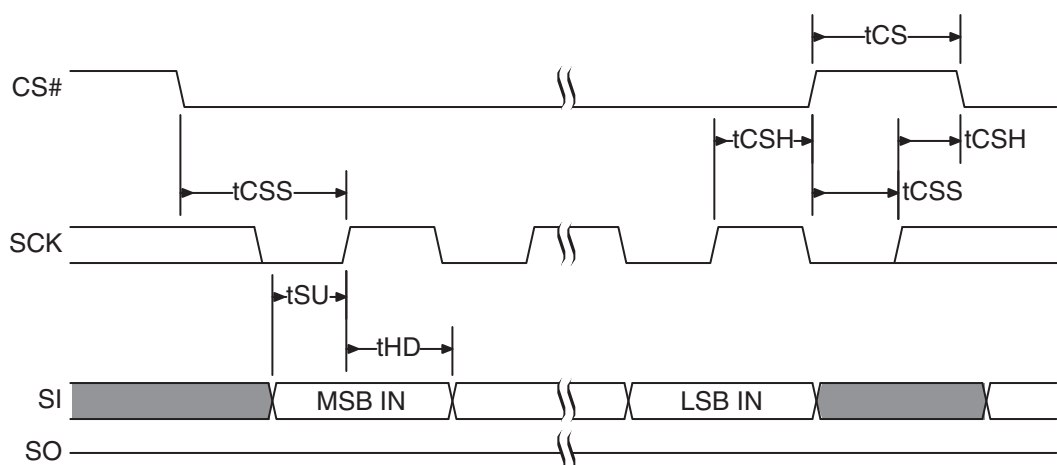 tCS
CS#
tCSH
tCSH
tCSS
tCSS
SCK
tSU
tHD
SI
MSB IN
LSB IN
SO